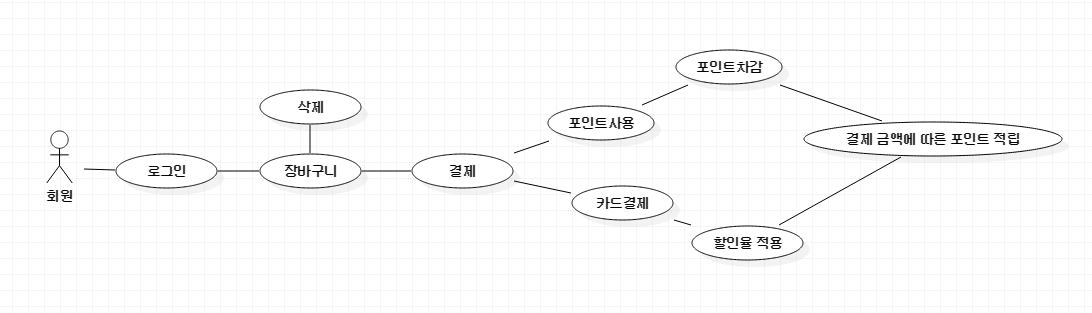 회원
로그인
삭제
장바구니
결제
포인트사용
카드결제
포인트차감
할인율 적용
결제 금액에 따른 포인트 적립